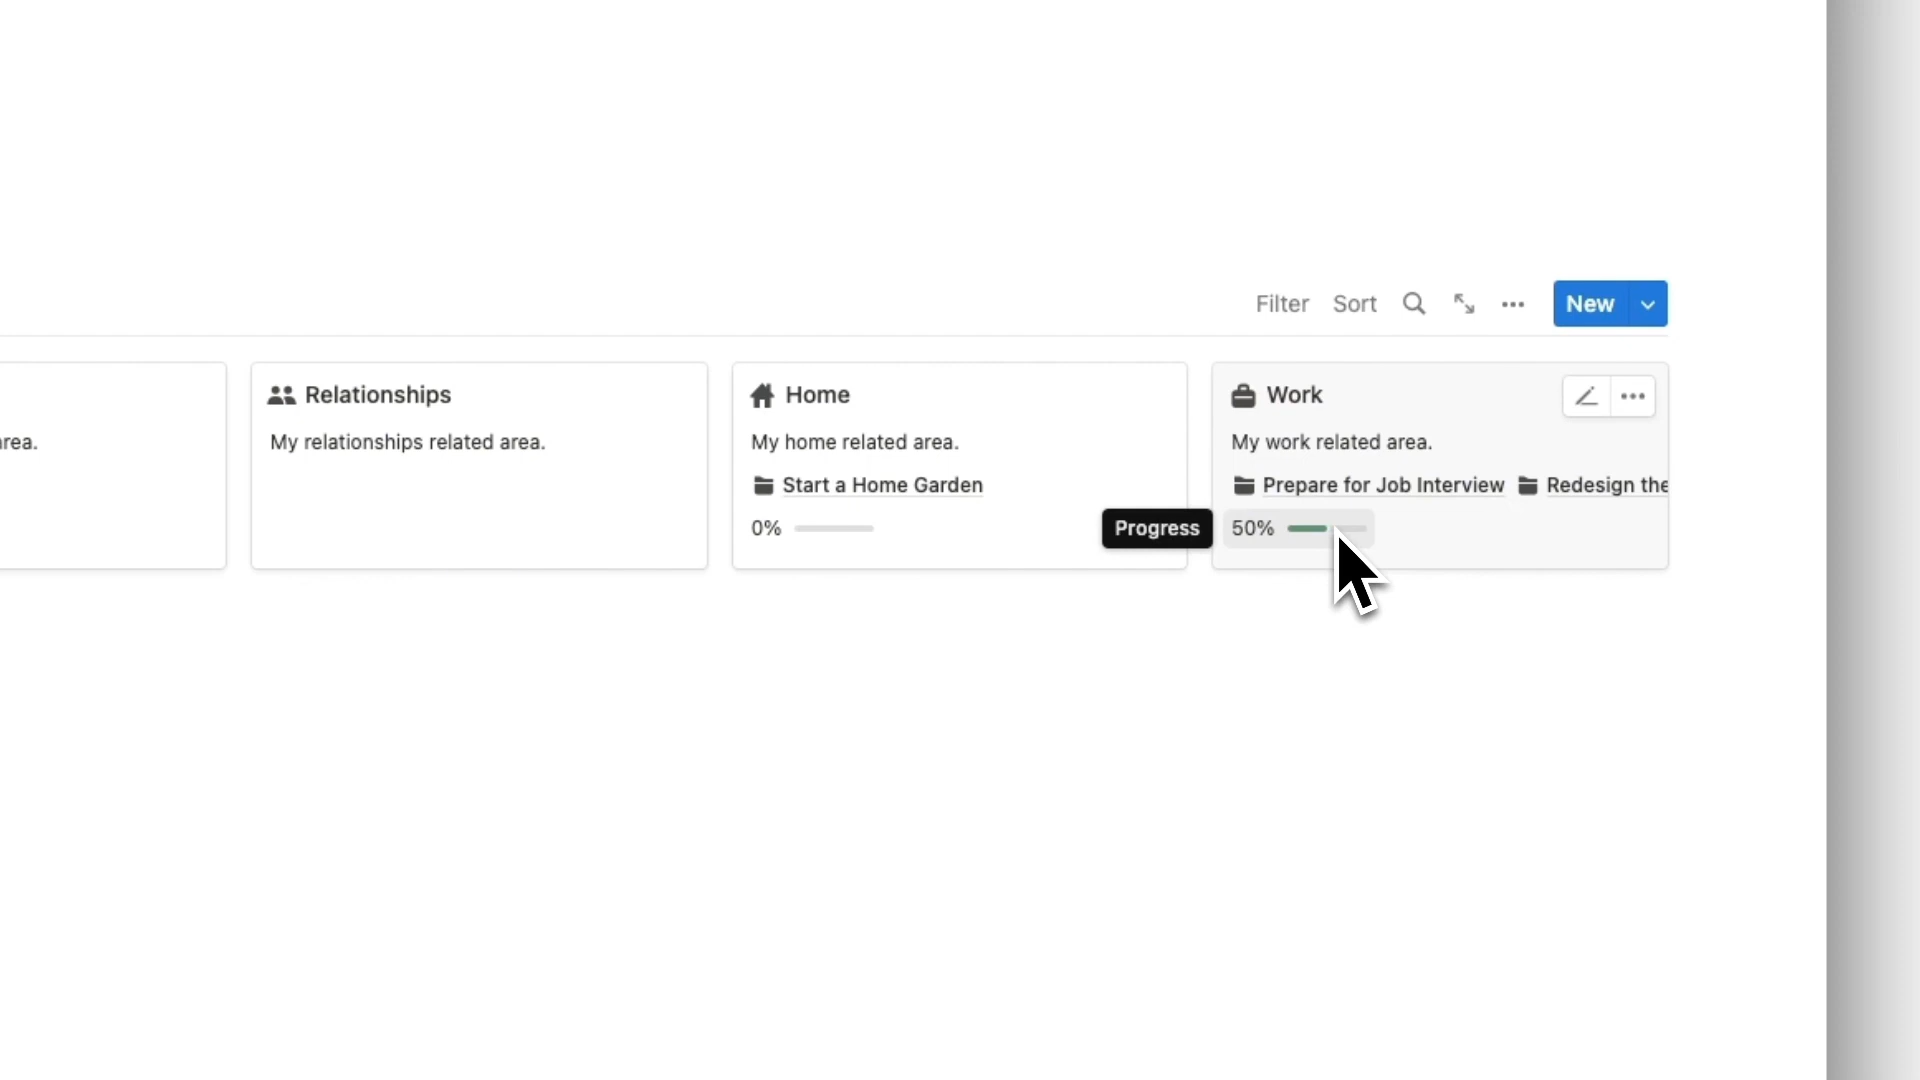 Filter Sort New
Relationships
Home
Work
My relationships related area.
My home related area.
My work related area.
Start a Home Garden
Prepare for Job Interview Redesign the
0%
Progress
50%